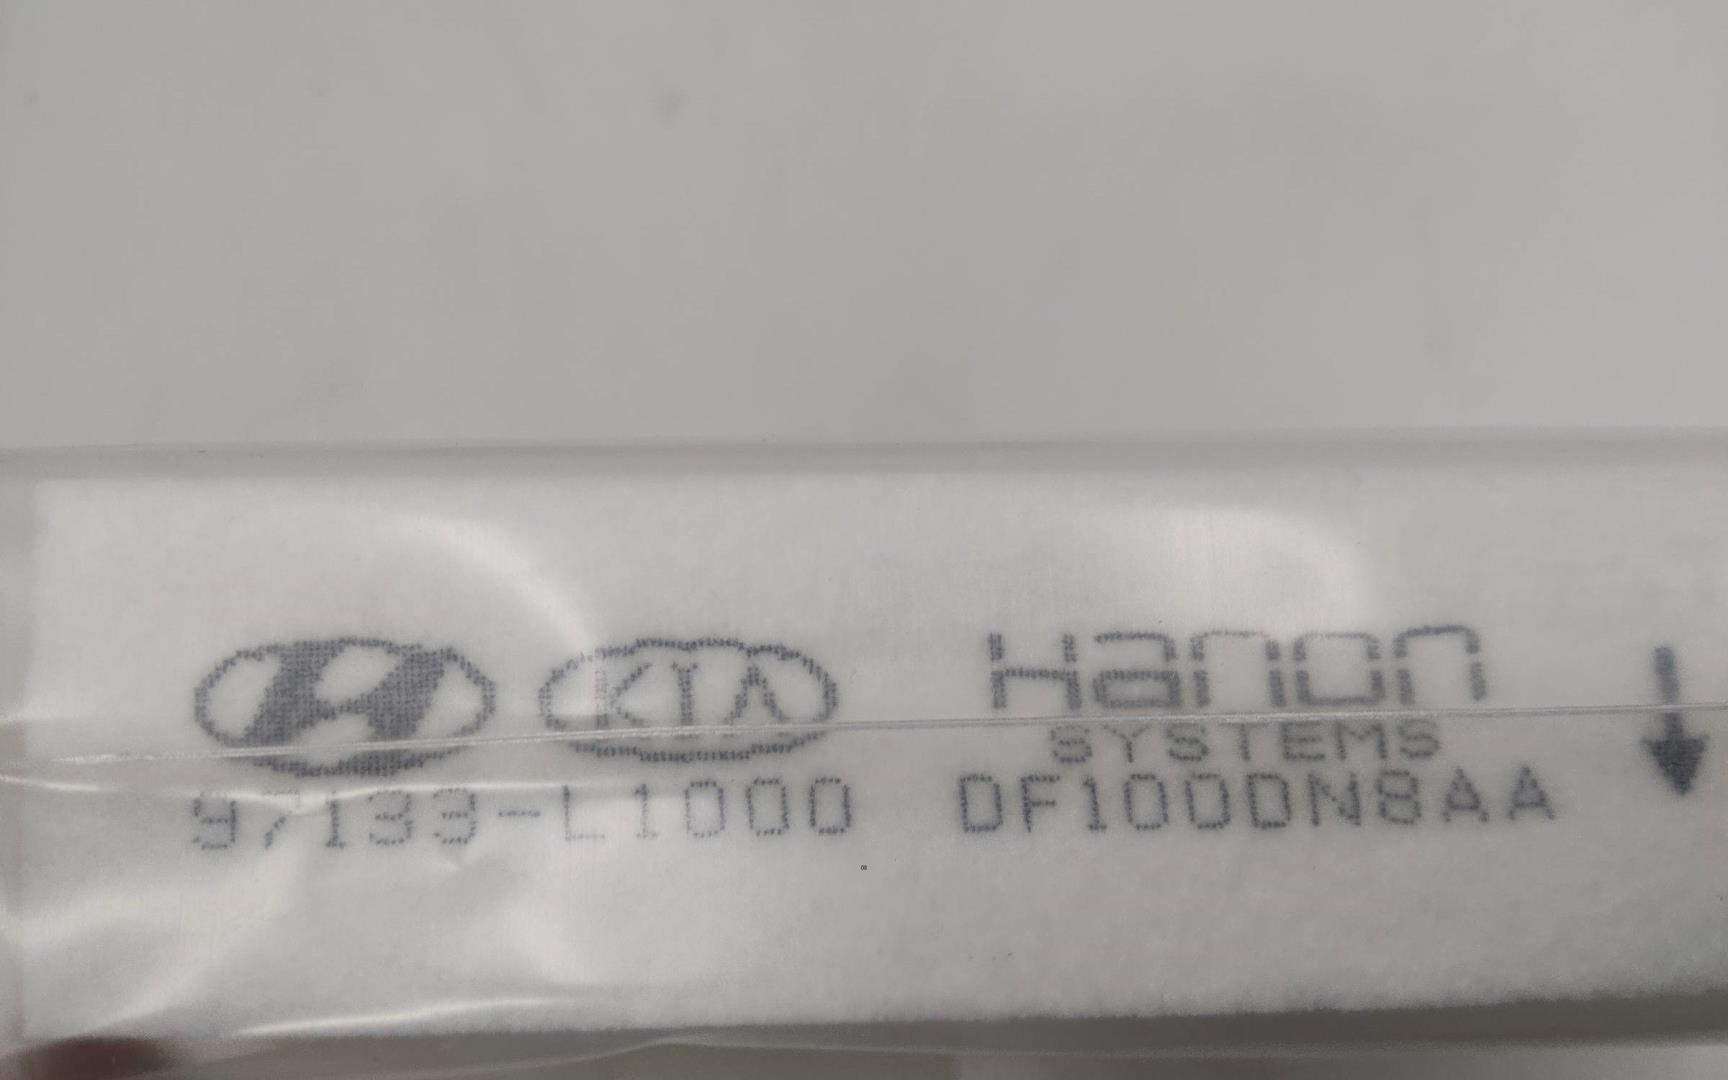 KIA Hanon
SYSTEMS
97133-L1000 DF100DN8AA